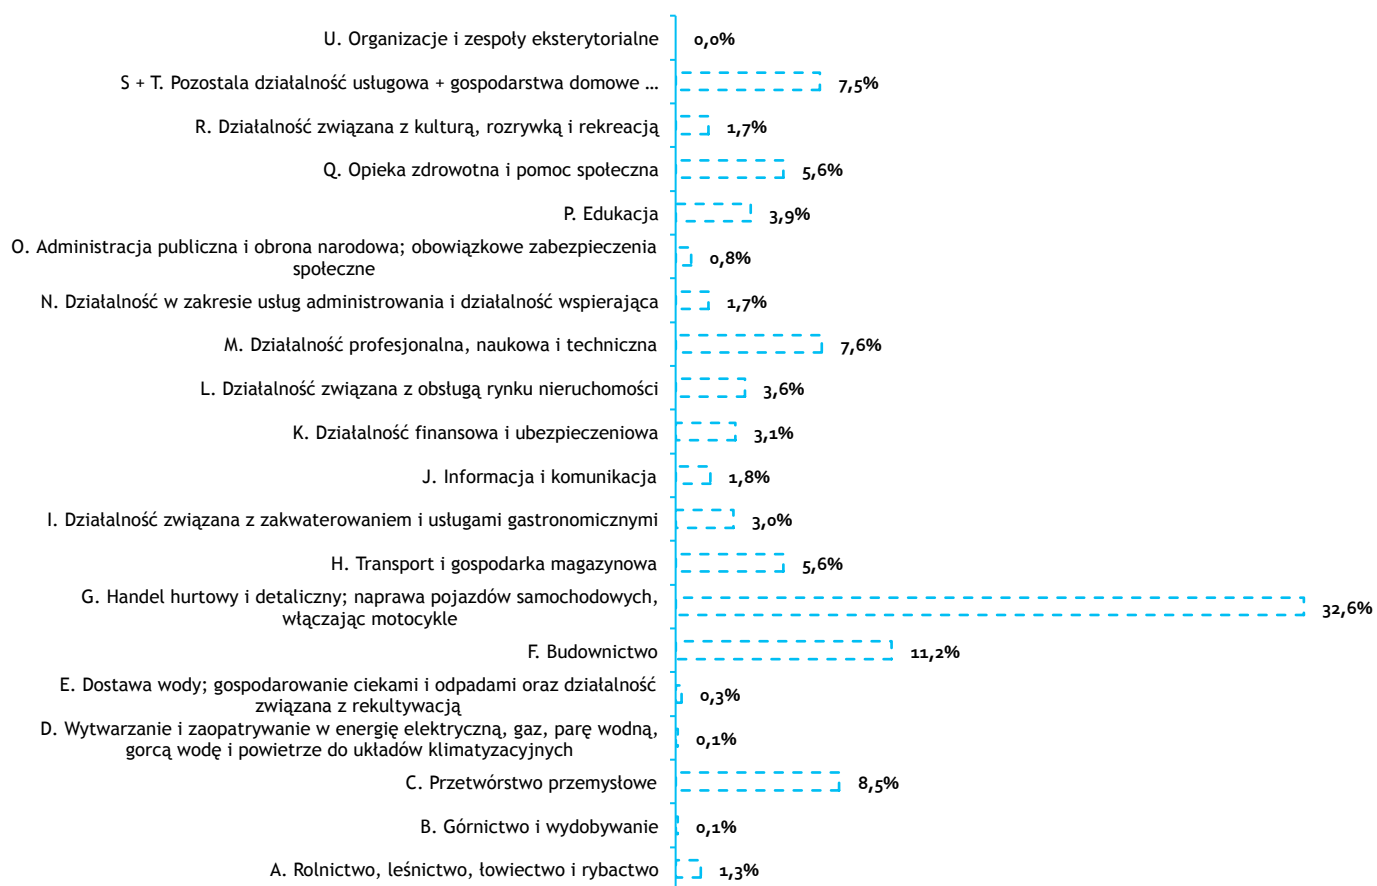 U. Organizacje i zespoły eksterytorialne 0,0%
S + T. Pozostala działalność usługowa + gospodarstwa domowe … 7,5%
R. Działalność związana z kulturą, rozrywką i rekreacją 1,7%
Q. Opieka zdrowotna i pomoc społeczna 5,6%
P. Edukacja 3,9%
O. Administracja publiczna i obrona narodowa; obowiązkowe zabezpieczenia
społeczne 0,8%
N. Działalność w zakresie usług administrowania i działalność wspierająca 1,7%
M. Działalność profesjonalna, naukowa i techniczna 7,6%
L. Działalność związana z obsługą rynku nieruchomości 3,6%
K. Działalność finansowa i ubezpieczeniowa 3,1%
J. Informacja i komunikacja 1,8%
I. Działalność związana z zakwaterowaniem i usługami gastronomicznymi 3,0%
H. Transport i gospodarka magazynowa 5,6%
G. Handel hurtowy i detaliczny; naprawa pojazdów samochodowych,
włączając motocykle 32,6%
F. Budownictwo 11,2%
E. Dostawa wody; gospodarowanie ciekami i odpadami oraz działalność
związana z rekultywacją 0,3%
D. Wytwarzanie i zaopatrywanie w energię elektryczną, gaz, parę wodną,
gorcą wodę i powietrze do układów klimatyzacyjnych 0,1%
C. Przetwórstwo przemysłowe 8,5%
B. Górnictwo i wydobywanie 0,1%
A. Rolnictwo, leśnictwo, łowiectwo i rybactwo 1,3%